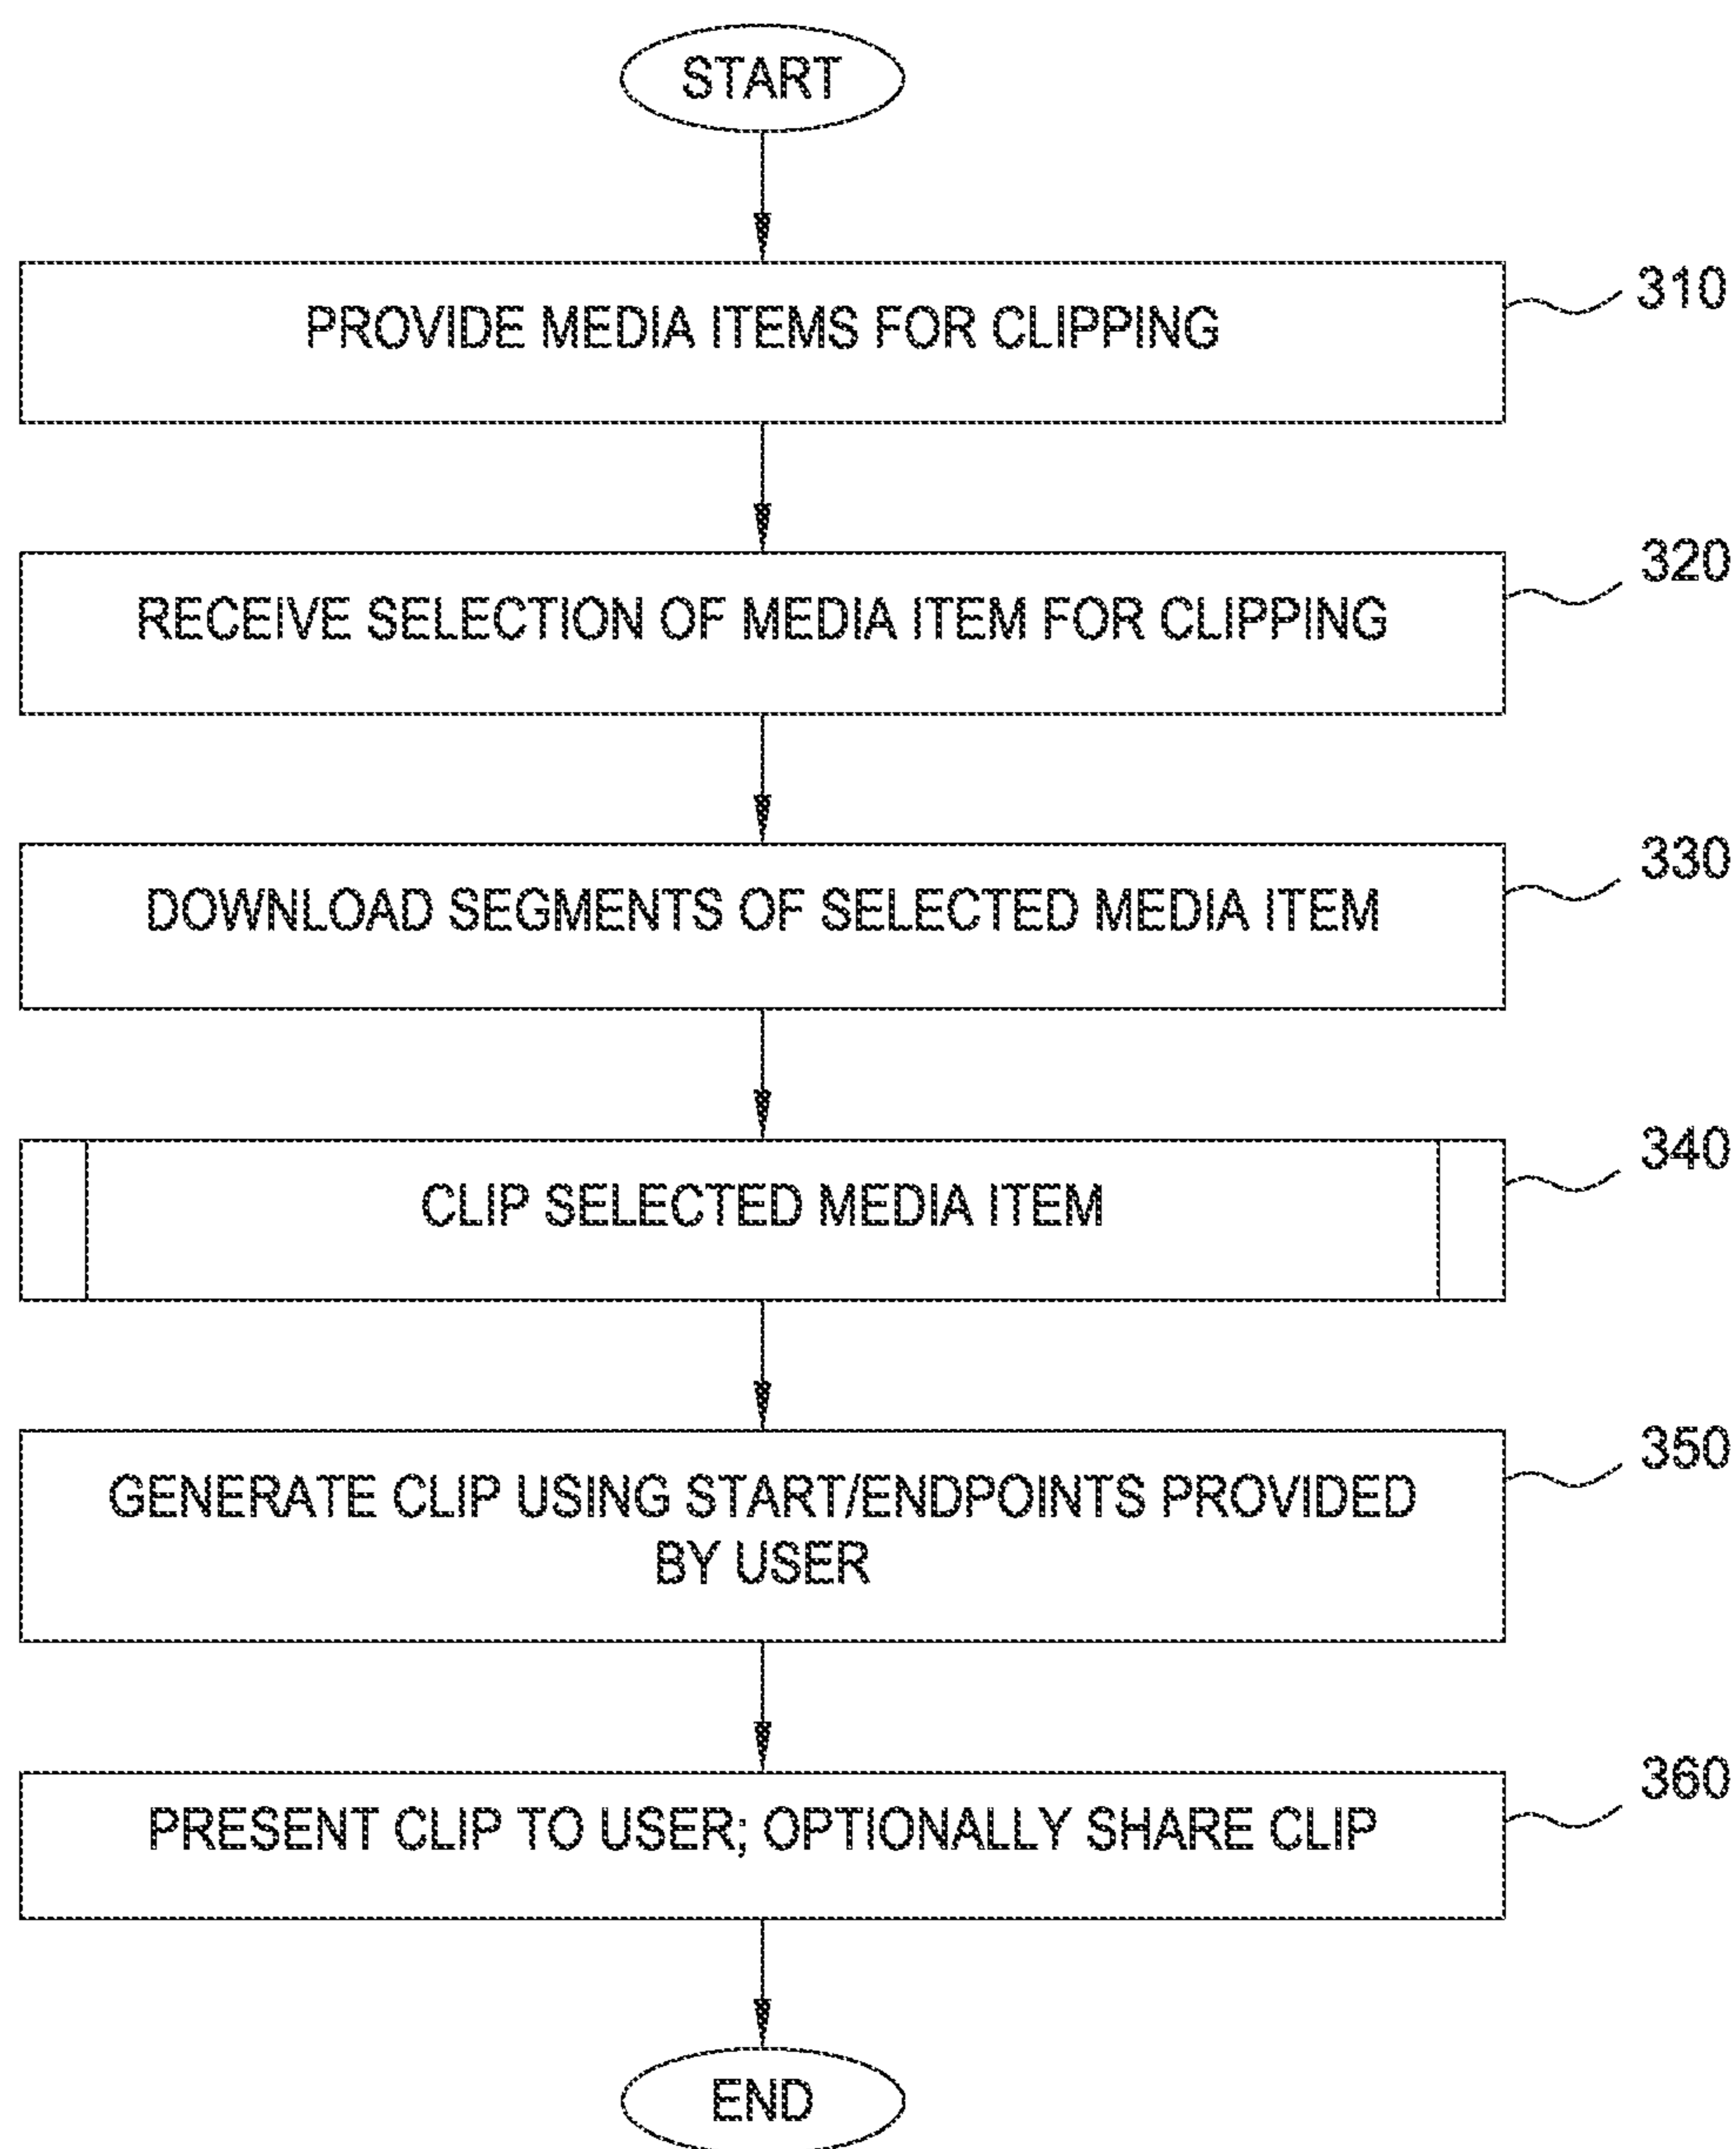 START
PROVIDE MEDIA ITEMS FOR CLIPPING
310
RECEIVE SELECTION OF MEDIA ITEM FOR CLIPPING
320
DOWNLOAD SEGMENTS OF SELECTED MEDIA ITEM
330
CLIP SELECTED MEDIA ITEM
340
GENERATE CLIP USING START/ENDPOINTS PROVIDED
BY USER
350
PRESENT CLIP TO USER; OPTIONALLY SHARE CLIP
360
END